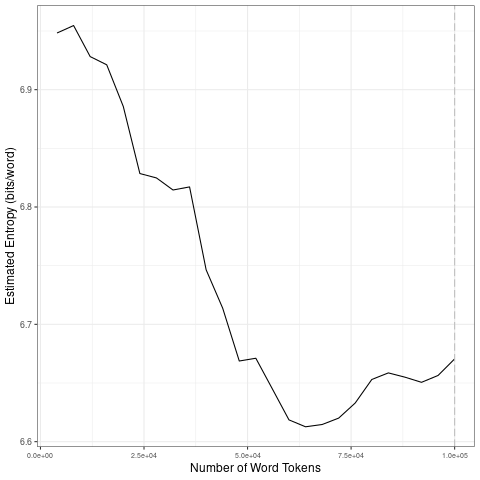 Estimated Entropy (bits/word)
6.9
6.8
6.7
6.6
0.0e+00 2.5e+04 5.0e+04 7.5e+04 1.0e+05
Number of Word Tokens